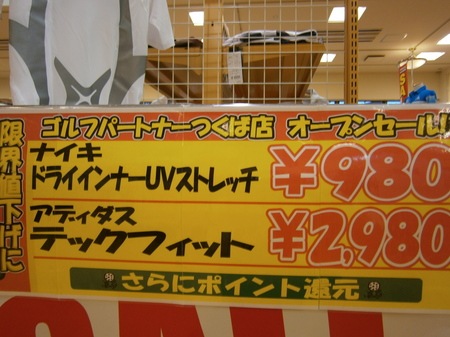 限界値下げに
ゴルフパートナーつくば店 オープンセール!
ナイキ
ドライインナーUVストレッチ ¥980
アディダス
テックフィット ¥2,980
さらにポイント還元